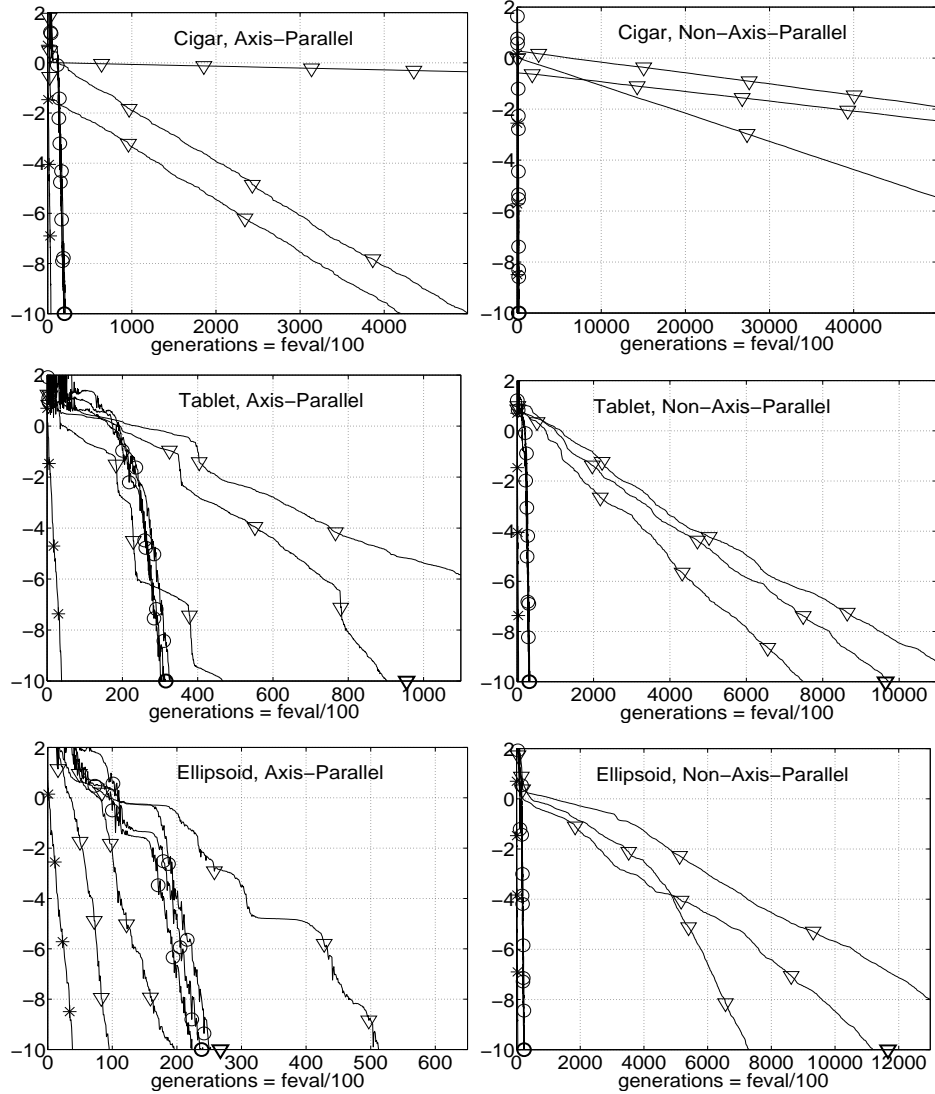 Cigar, Axis−Parallel
2
0
−2
−4
−6
−8
−10
0 1000 2000 3000 4000
generations = feval/100
Cigar, Non−Axis−Parallel
2
0
−2
−4
−6
−8
−10
0 10000 20000 30000 40000
generations = feval/100
Tablet, Axis−Parallel
2
0
−2
−4
−6
−8
−10
0 200 400 600 800 1000
generations = feval/100
Tablet, Non−Axis−Parallel
2
0
−2
−4
−6
−8
−10
0 2000 4000 6000 8000 10000
generations = feval/100
Ellipsoid, Axis−Parallel
2
0
−2
−4
−6
−8
−10
0 100 200 300 400 500 600
generations = feval/100
Ellipsoid, Non−Axis−Parallel
2
0
−2
−4
−6
−8
−10
0 2000 4000 6000 8000 10000 12000
generations = feval/100